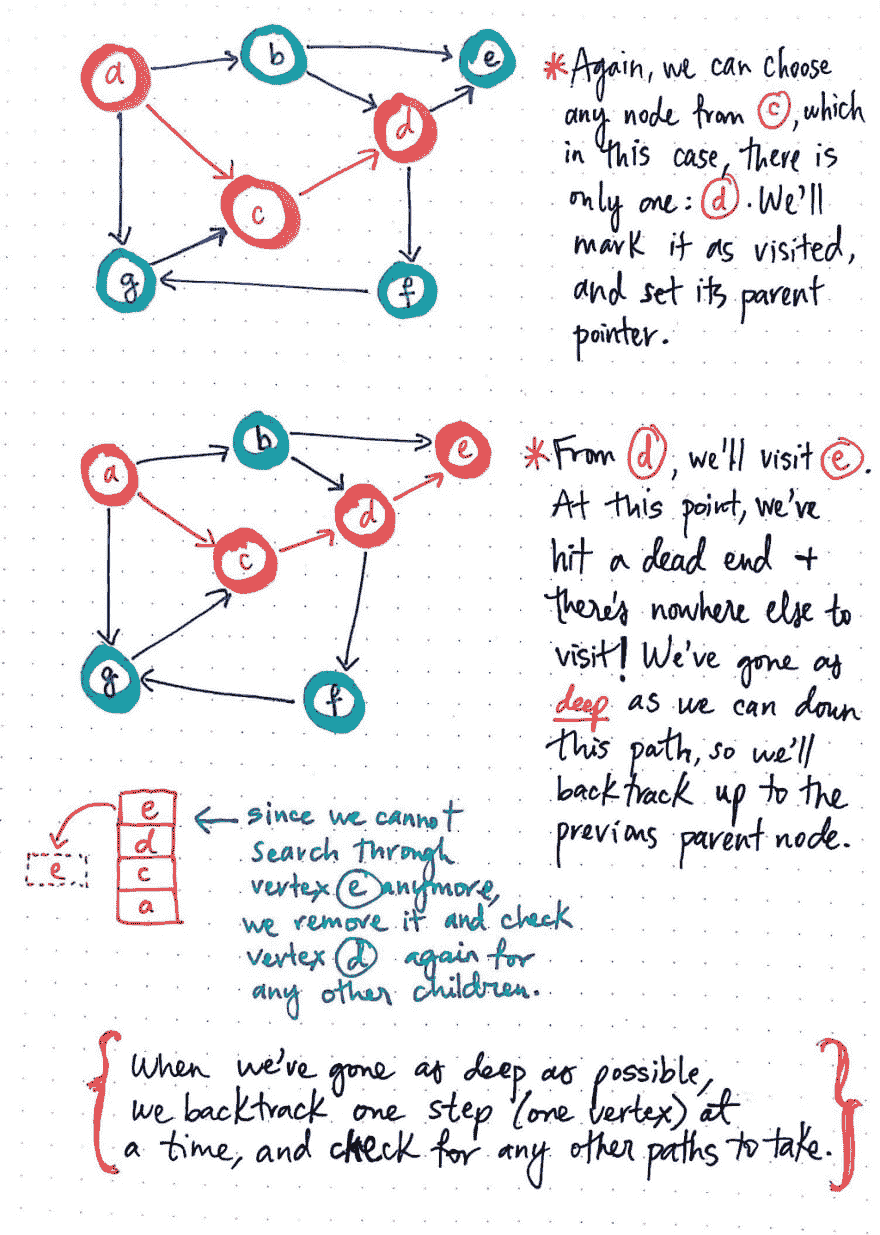 a
b
e
d
c
g
f
*Again, we can choose
any node from c, which
in this case, there is
only one: d. We'll
mark it as visited,
and set its parent
pointer.
a
b
e
d
c
g
f
*From d, we'll visit e.
At this point, we've
hit a dead end +
there's nowhere else to
visit! We've gone as
deep as we can down
this path, so we'll
backtrack up to the
previous parent node.
e
d
c
a
e
← since we cannot
search through
vertex e anymore,
we remove it and check
vertex d again for
any other children.
{ When we've gone as deep as possible,
we backtrack one step (one vertex) at
a time, and check for any other paths to take. }